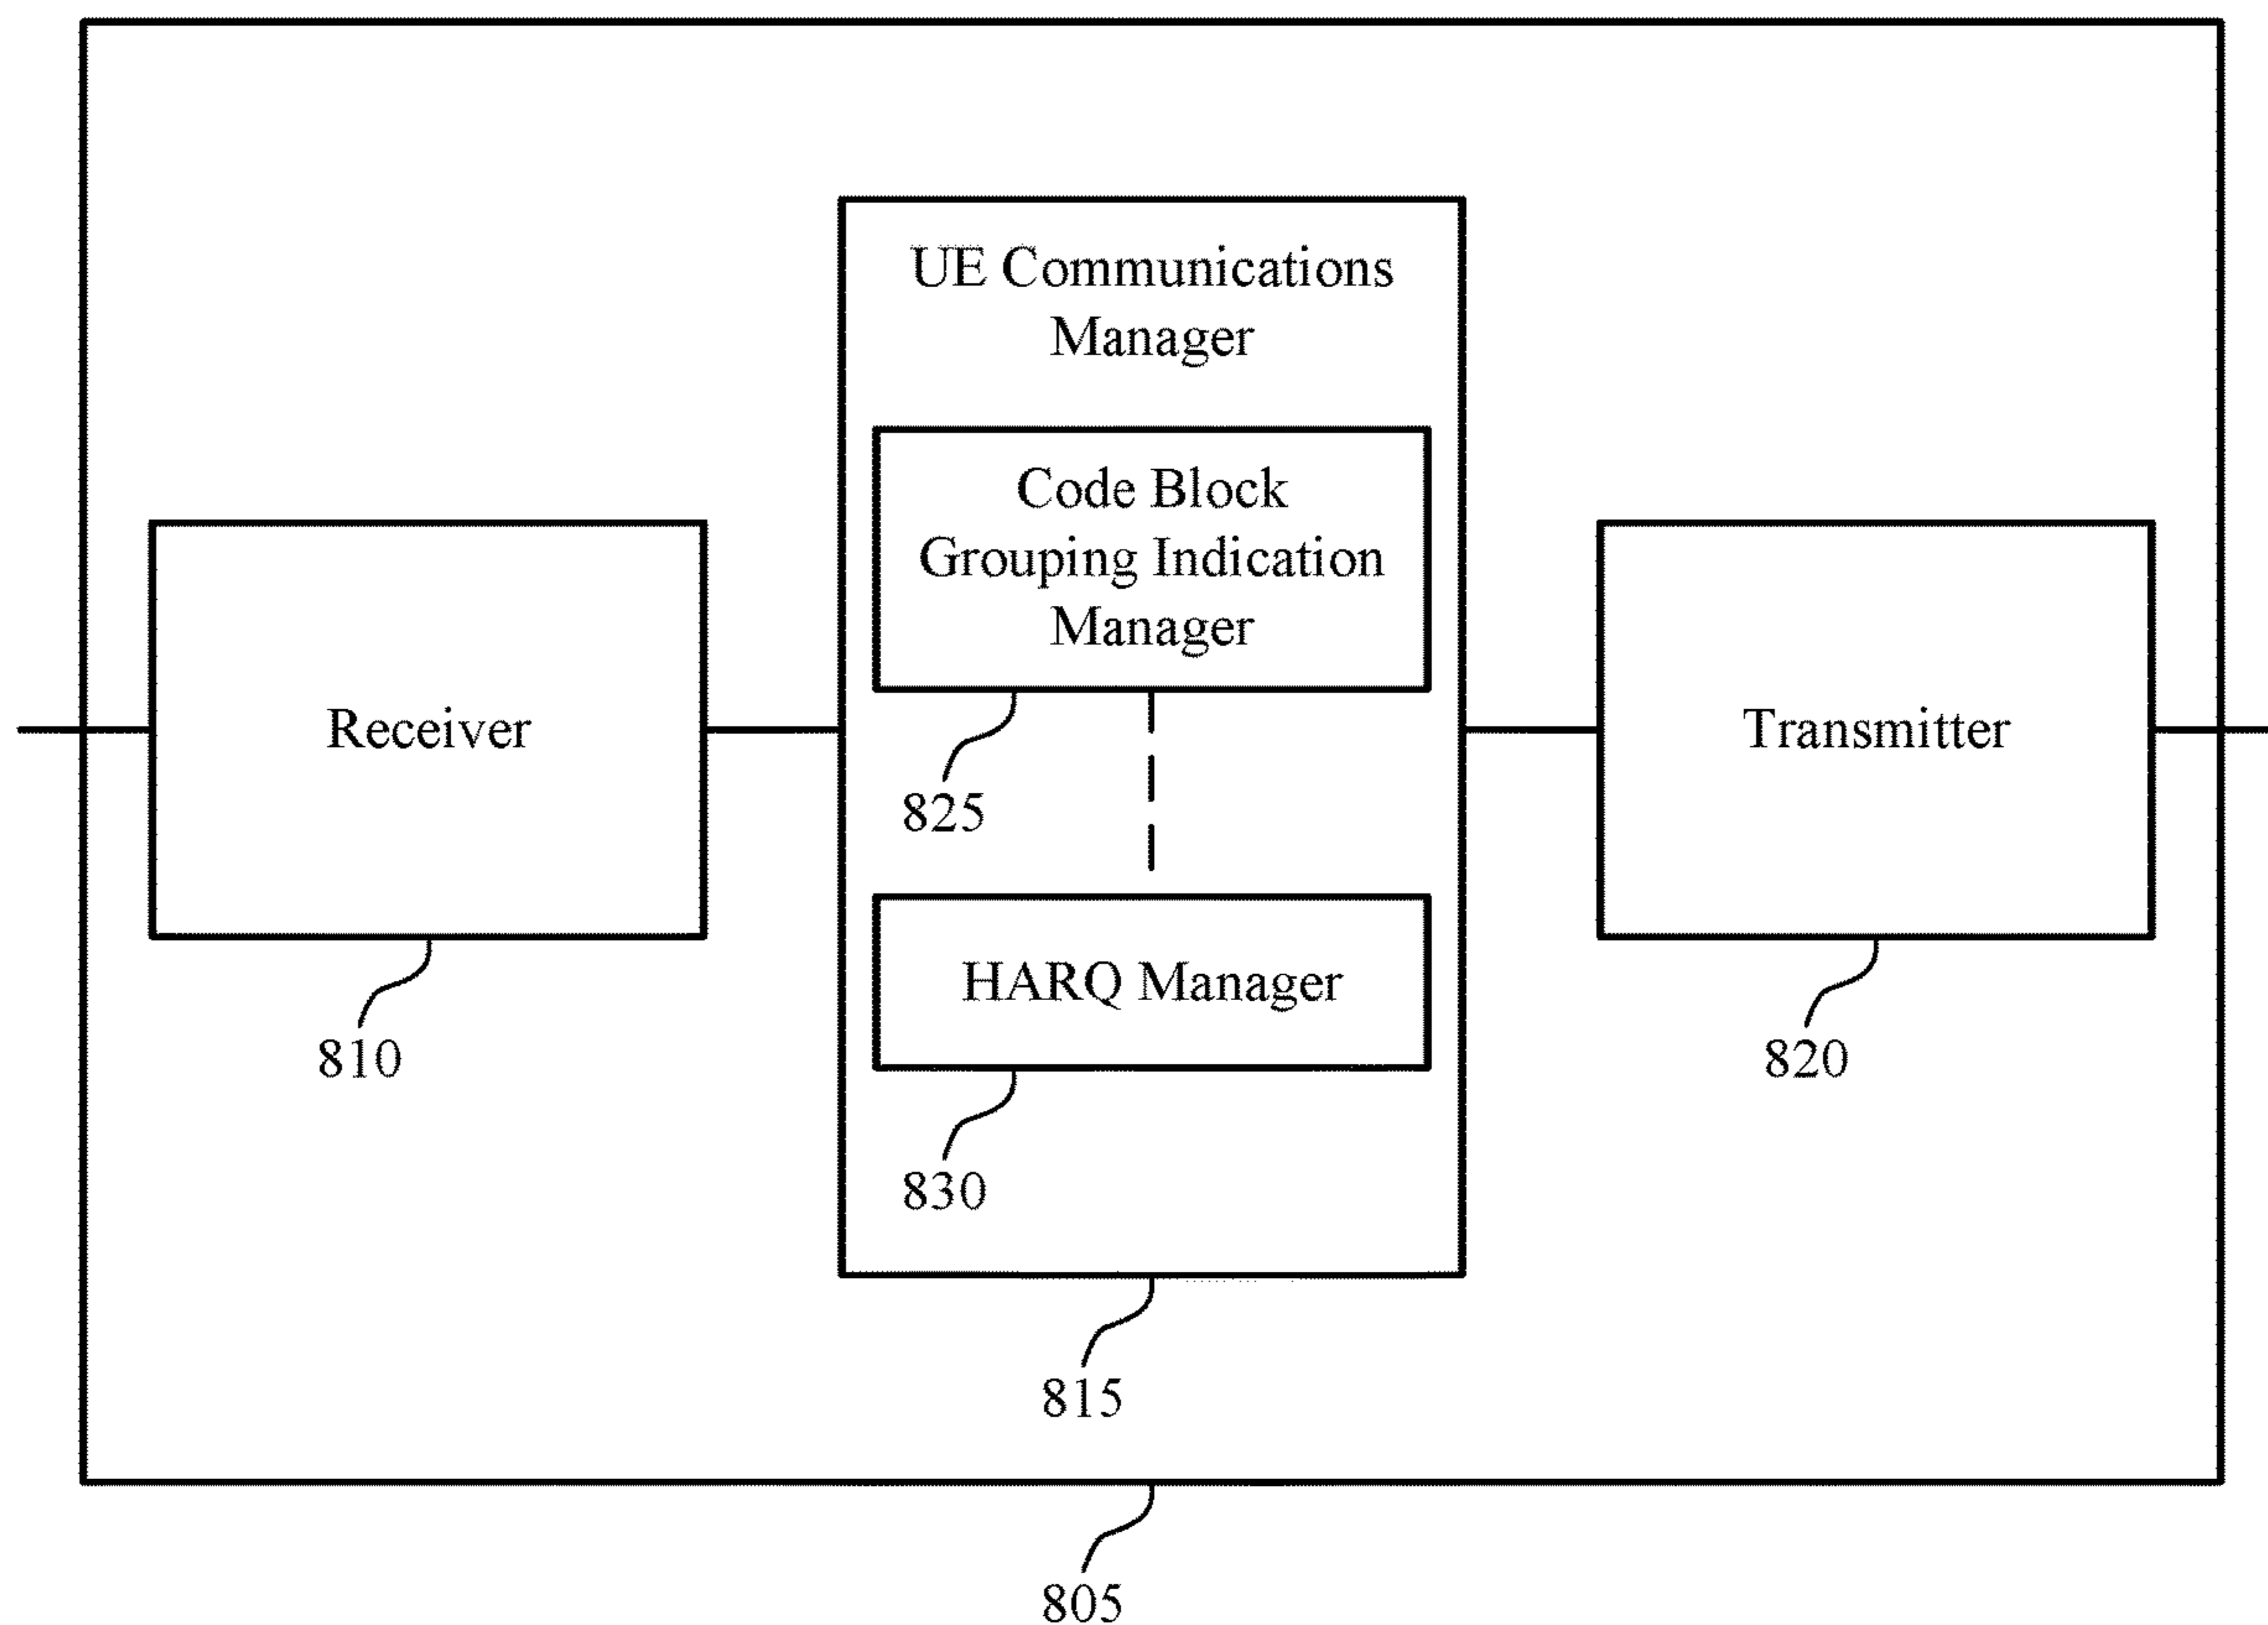 UE Communications
Manager
Code Block
Grouping Indication
Manager
825
Receiver
810
HARQ Manager
830
Transmitter
820
815
805